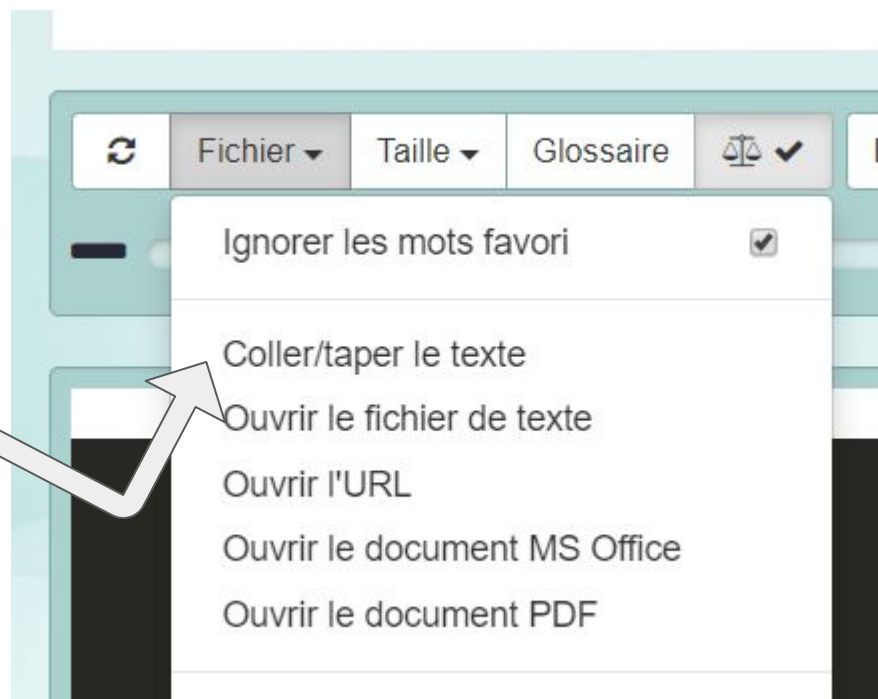 Fichier Taille Glossaire
Ignorer les mots favori
Coller/taper le texte
Ouvrir le fichier de texte
Ouvrir l'URL
Ouvrir le document MS Office
Ouvrir le document PDF